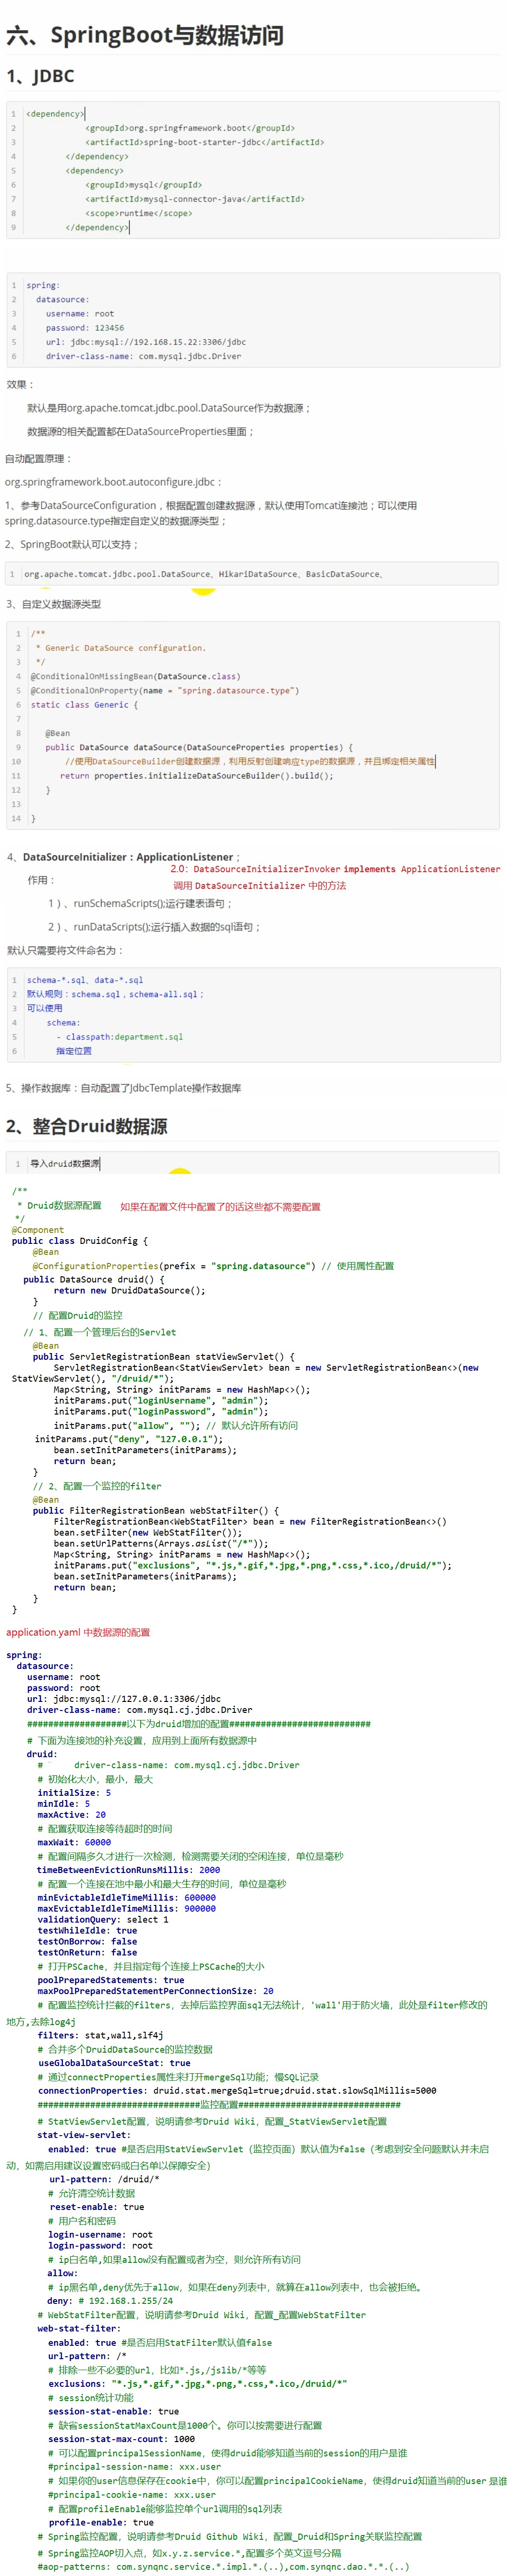 六、SpringBoot与数据访问
1、JDBC
1 <dependency>
2 <groupId>org.springframework.boot</groupId>
3 <artifactId>spring-boot-starter-jdbc</artifactId>
4 </dependency>
5 <dependency>
6 <groupId>mysql</groupId>
7 <artifactId>mysql-connector-java</artifactId>
8 <scope>runtime</scope>
9 </dependency>
1 spring:
2 datasource:
3 username: root
4 password: 123456
5 url: jdbc:mysql://192.168.15.22:3306/jdbc
6 driver-class-name: com.mysql.jdbc.Driver
效果：
默认是用org.apache.tomcat.jdbc.pool.DataSource作为数据源；
数据源的相关配置都在DataSourceProperties里面；
自动配置原理：
org.springframework.boot.autoconfigure.jdbc：
1、参考DataSourceConfiguration，根据配置创建数据源，默认使用Tomcat连接池；可以使用
spring.datasource.type指定自定义的数据源类型；
2、SpringBoot默认可以支持；
1 org.apache.tomcat.jdbc.pool.DataSource、HikariDataSource、BasicDataSource、
3、自定义数据源类型
1 /**
2 * Generic DataSource configuration.
3 */
4 @ConditionalOnMissingBean(DataSource.class)
5 @ConditionalOnProperty(name = "spring.datasource.type")
6 static class Generic {
7
8 @Bean
9 public DataSource dataSource(DataSourceProperties properties) {
10 //使用DataSourceBuilder创建数据源，利用反射创建响应type的数据源，并且绑定相关属性
11 return properties.initializeDataSourceBuilder().build();
12 }
13
14 }
4、DataSourceInitializer：ApplicationListener；
2.0: DataSourceInitializerInvoker implements ApplicationListener
作用：
调用 DataSourceInitializer 中的方法
1）、runSchemaScripts();运行建表语句；
2）、runDataScripts();运行插入数据的sql语句；
默认只需要将文件命名为：
1 schema-*.sql、data-*.sql
2 默认规则：schema.sql，schema-all.sql；
3 可以使用
4 schema:
5 - classpath:department.sql
6 指定位置
5、操作数据库：自动配置了JdbcTemplate操作数据库
2、整合Druid数据源
1 导入druid数据源
/**
* Druid数据源配置 如果在配置文件中配置了的话这些都不需要配置
*/
@Component
public class DruidConfig {
@Bean
@ConfigurationProperties(prefix = "spring.datasource") // 使用属性配置
public DataSource druid() {
return new DruidDataSource();
}
// 配置Druid的监控
// 1、配置一个管理后台的Servlet
@Bean
public ServletRegistrationBean statViewServlet() {
ServletRegistrationBean<StatViewServlet> bean = new ServletRegistrationBean<>(new
StatViewServlet(), "/druid/*");
Map<String, String> initParams = new HashMap<>();
initParams.put("loginUsername", "admin");
initParams.put("loginPassword", "admin");
initParams.put("allow", ""); // 默认允许所有访问
initParams.put("deny", "127.0.0.1");
bean.setInitParameters(initParams);
return bean;
}
// 2、配置一个监控的filter
@Bean
public FilterRegistrationBean webStatFilter() {
FilterRegistrationBean<WebStatFilter> bean = new FilterRegistrationBean<>()
bean.setFilter(new WebStatFilter());
bean.setUrlPatterns(Arrays.asList("/*"));
Map<String, String> initParams = new HashMap<>();
initParams.put("exclusions", "*.js,*.gif,*.jpg,*.png,*.css,*.ico,/druid/*");
bean.setInitParameters(initParams);
return bean;
}
}
application.yaml 中数据源的配置
spring:
datasource:
username: root
password: root
url: jdbc:mysql://127.0.0.1:3306/jdbc
driver-class-name: com.mysql.cj.jdbc.Driver
###################以下为druid增加的配置###########################
# 下面为连接池的补充设置，应用到上面所有数据源中
druid:
# driver-class-name: com.mysql.cj.jdbc.Driver
# 初始化大小，最小，最大
initialSize: 5
minIdle: 5
maxActive: 20
# 配置获取连接等待超时的时间
maxWait: 60000
# 配置间隔多久才进行一次检测，检测需要关闭的空闲连接，单位是毫秒
timeBetweenEvictionRunsMillis: 2000
# 配置一个连接在池中最小和最大生存的时间，单位是毫秒
minEvictableIdleTimeMillis: 600000
maxEvictableIdleTimeMillis: 900000
validationQuery: select 1
testWhileIdle: true
testOnBorrow: false
testOnReturn: false
# 打开PSCache，并且指定每个连接上PSCache的大小
poolPreparedStatements: true
maxPoolPreparedStatementPerConnectionSize: 20
# 配置监控统计拦截的filters，去掉后监控界面sql无法统计，'wall'用于防火墙，此处是filter修改的
地方,去除log4j
filters: stat,wall,slf4j
# 合并多个DruidDataSource的监控数据
useGlobalDataSourceStat: true
# 通过connectProperties属性来打开mergeSql功能；慢SQL记录
connectionProperties: druid.stat.mergeSql=true;druid.stat.slowSqlMillis=5000
###############################监控配置###############################
# StatViewServlet配置，说明请参考Druid Wiki，配置_StatViewServlet配置
stat-view-servlet:
enabled: true #是否启用StatViewServlet（监控页面）默认值为false（考虑到安全问题默认并未启
动，如需启用建议设置密码或白名单以保障安全）
url-pattern: /druid/*
# 允许清空统计数据
reset-enable: true
# 用户名和密码
login-username: root
login-password: root
# ip白名单,如果allow没有配置或者为空，则允许所有访问
allow:
# ip黑名单,deny优先于allow，如果在deny列表中，就算在allow列表中，也会被拒绝。
deny: # 192.168.1.255/24
# WebStatFilter配置，说明请参考Druid Wiki，配置_配置WebStatFilter
web-stat-filter:
enabled: true #是否启用StatFilter默认值false
url-pattern: /*
# 排除一些不必要的url，比如*.js,/jslib/*等等
exclusions: "*.js,*.gif,*.jpg,*.png,*.css,*.ico,/druid/*"
# session统计功能
session-stat-enable: true
# 缺省sessionStatMaxCount是1000个。你可以按需要进行配置
session-stat-max-count: 1000
# 可以配置principalSessionName，使得druid能够知道当前的session的用户是谁
#principal-session-name: xxx.user
# 如果你的user信息保存在cookie中，你可以配置principalCookieName，使得druid知道当前的user是谁
#principal-cookie-name: xxx.user
# 配置profileEnable能够监控单个url调用的sql列表
profile-enable: true
# Spring监控配置，说明请参考Druid Github Wiki，配置_Druid和Spring关联监控配置
# Spring监控AOP切入点，如x.y.z.service.*,配置多个英文逗号分隔
#aop-patterns: com.synqnc.service.*.impl.*.(..),com.synqnc.dao.*.*.(..)